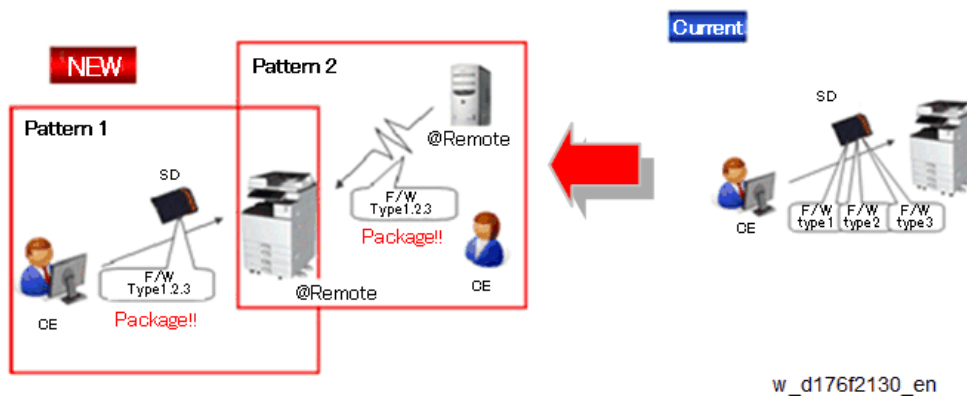 NEW
Pattern 1
SD
F/W
Type1.2.3
Package!!
CE
Pattern 2
@Remote
F/W
Type1.2.3
Package!!
CE
@Remote
Current
SD
CE
F/W
type1
F/W
type2
F/W
type3
w_d176f2130_en